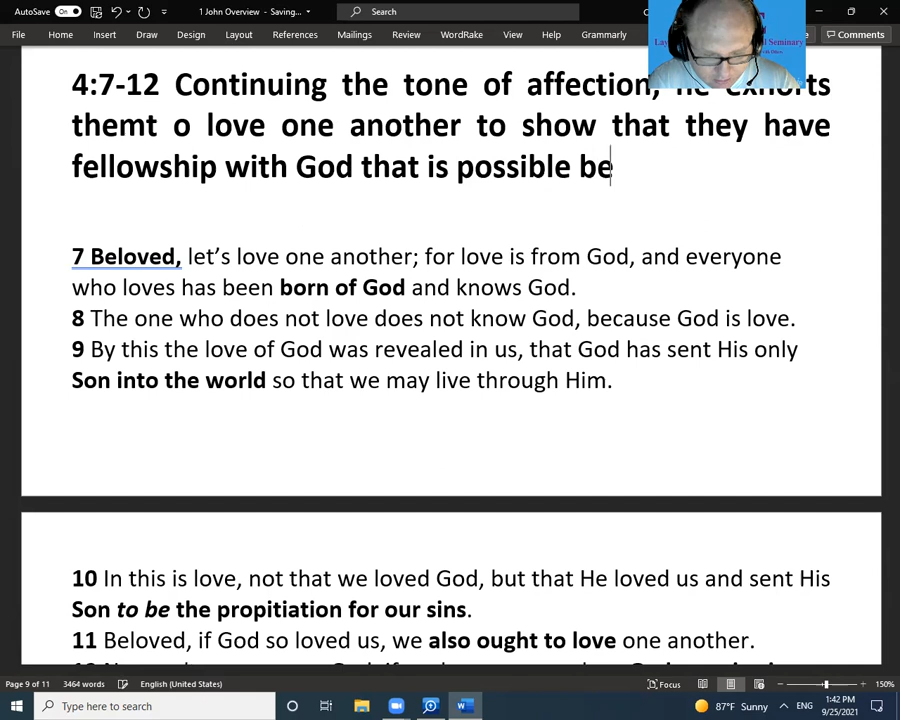 AutoSave On 1 John Overview - Saving... Search
Comments
File Home Insert Draw Design Layout References Mailings Review View WordRake Help Grammarly
4:7-12 Continuing the tone of affection, he exhorts
themt o love one another to show that they have
fellowship with God that is possible be
7 Beloved, let’s love one another; for love is from God, and everyone
who loves has been born of God and knows God.
8 The one who does not love does not know God, because God is love.
9 By this the love of God was revealed in us, that God has sent His only
Son into the world so that we may live through Him.
10 In this is love, not that we loved God, but that He loved us and sent His
Son to be the propitiation for our sins.
11 Beloved, if God so loved us, we also ought to love one another.
Page 9 of 11 3464 words English (United States) Focus 150%
Type here to search 87°F Sunny ENG 1:42 PM
9/25/2021